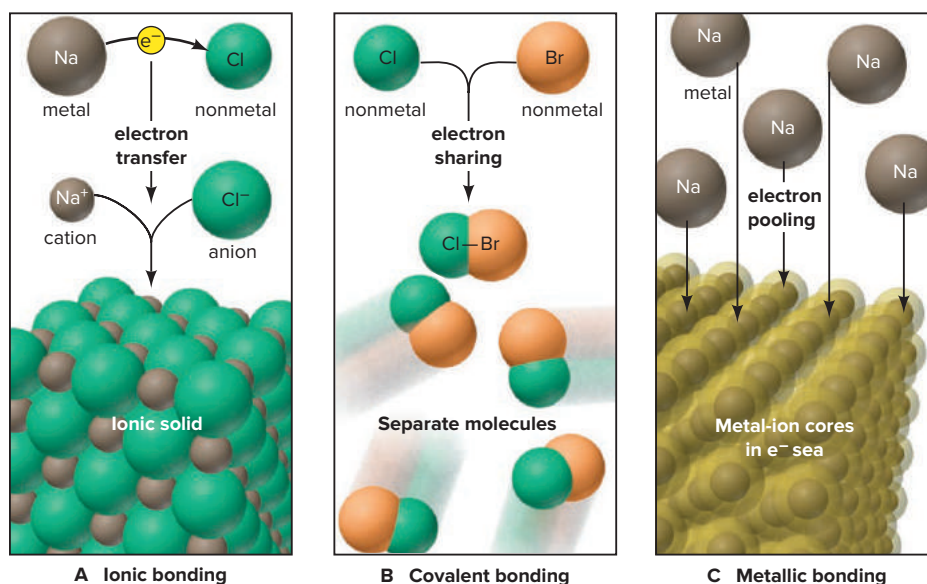 Na
e⁻
Cl
metal
nonmetal
electron
transfer
Na⁺
Cl⁻
cation
anion
Ionic solid
A Ionic bonding
Cl
Br
nonmetal
nonmetal
electron
sharing
Cl–Br
Separate molecules
B Covalent bonding
Na
metal
Na
Na
Na
Na
electron
pooling
Metal-ion cores
in e⁻ sea
C Metallic bonding